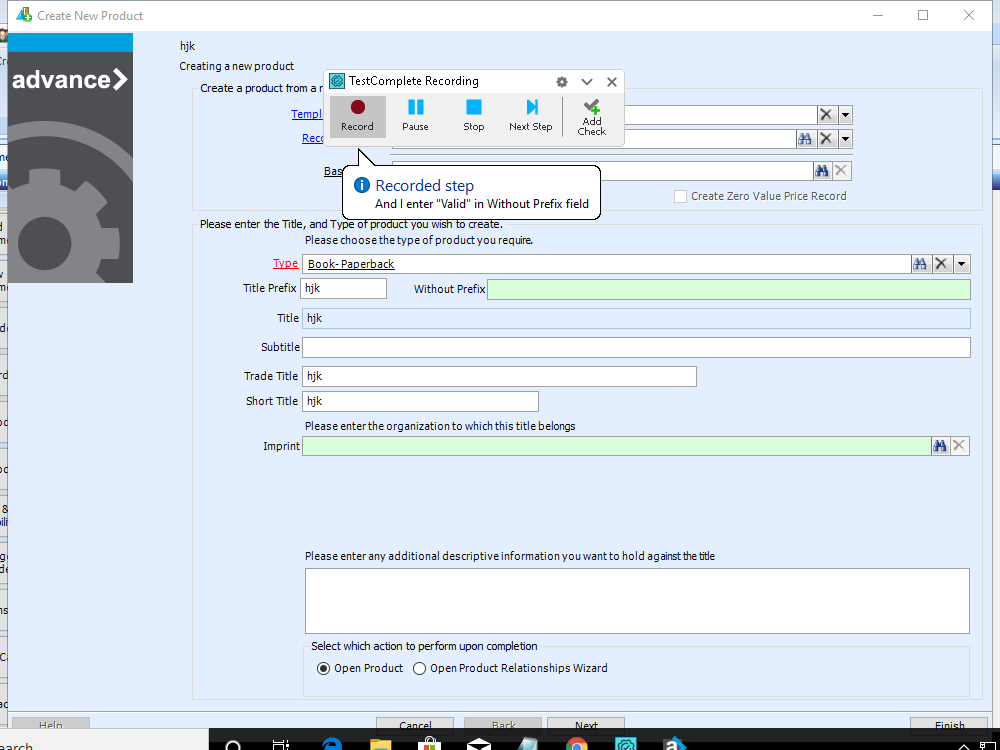 Create New Product
advance
hjk
Creating a new product
Create a product from a r
Templ
Reco
Bas
Create Zero Value Price Record
TestComplete Recording
Record
Pause
Stop
Next Step
Add Check
Recorded step
And I enter "Valid" in Without Prefix field
Please enter the Title, and Type of product you wish to create.
Please choose the type of product you require.
Type Book- Paperback
Title Prefix hjk Without Prefix
Title hjk
Subtitle
Trade Title hjk
Short Title hjk
Please enter the organization to which this title belongs
Imprint
Please enter any additional descriptive information you want to hold against the title
Select which action to perform upon completion
Open Product Open Product Relationships Wizard
Help Cancel Back Next Finish
earch